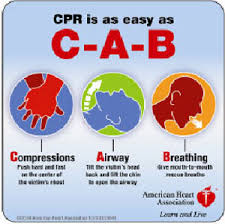 CPR is as easy as
C-A-B
Compressions
Push hard and fast
on the center of
the victim's chest
Airway
Tilt the victim's head
back and lift the chin
to open the airway
Breathing
Give mouth-to-mouth
rescue breaths
American Heart
Association
Learn and Live